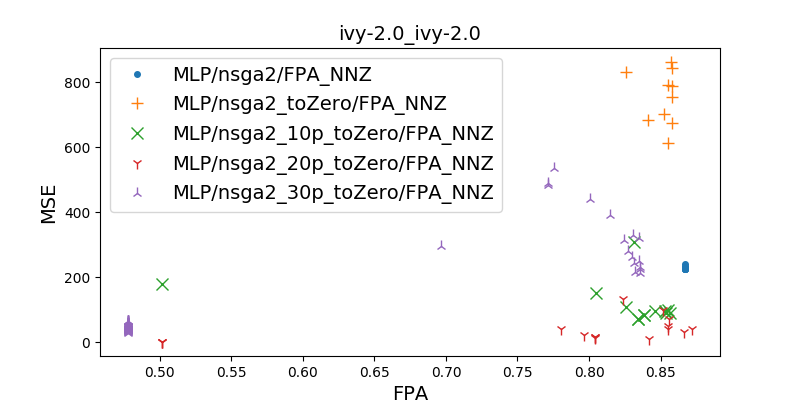 ivy-2.0_ivy-2.0
MLP/nsga2/FPA_NNZ
MLP/nsga2_toZero/FPA_NNZ
MLP/nsga2_10p_toZero/FPA_NNZ
MLP/nsga2_20p_toZero/FPA_NNZ
MLP/nsga2_30p_toZero/FPA_NNZ
MSE
800
600
400
200
0
0.50 0.55 0.60 0.65 0.70 0.75 0.80 0.85
FPA